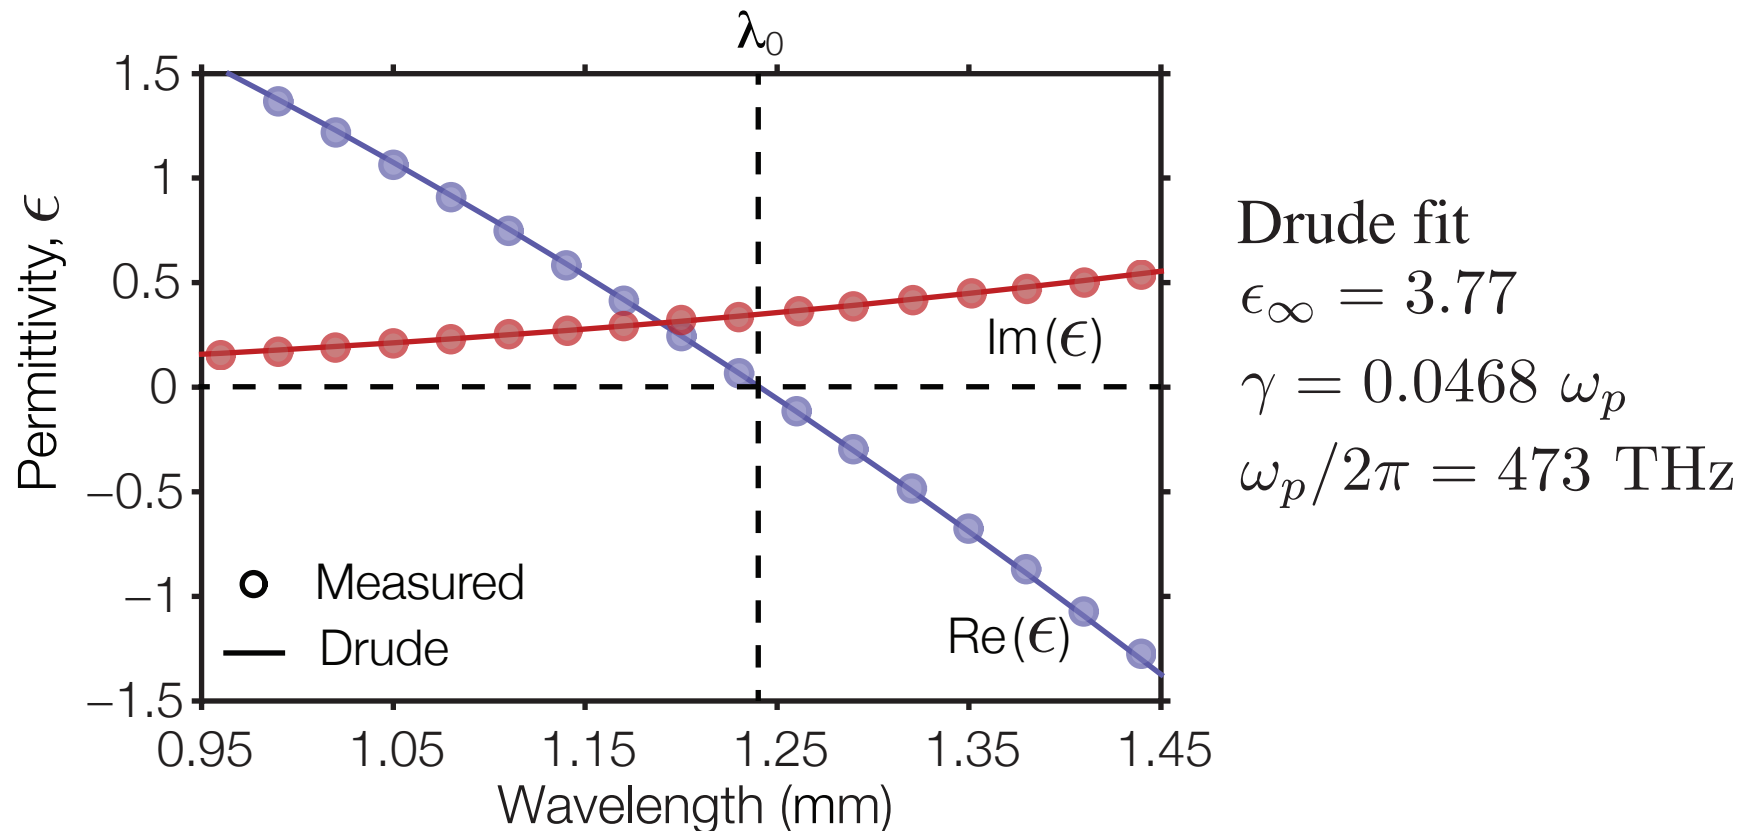 λ₀
1.5
1
0.5
0
−0.5
−1
−1.5
Permittivity, ϵ
Im(ϵ)
Re(ϵ)
Measured
Drude
0.95 1.05 1.15 1.25 1.35 1.45
Wavelength (mm)
Drude fit
ϵ∞ = 3.77
γ = 0.0468 ωₚ
ωₚ/2π = 473 THz